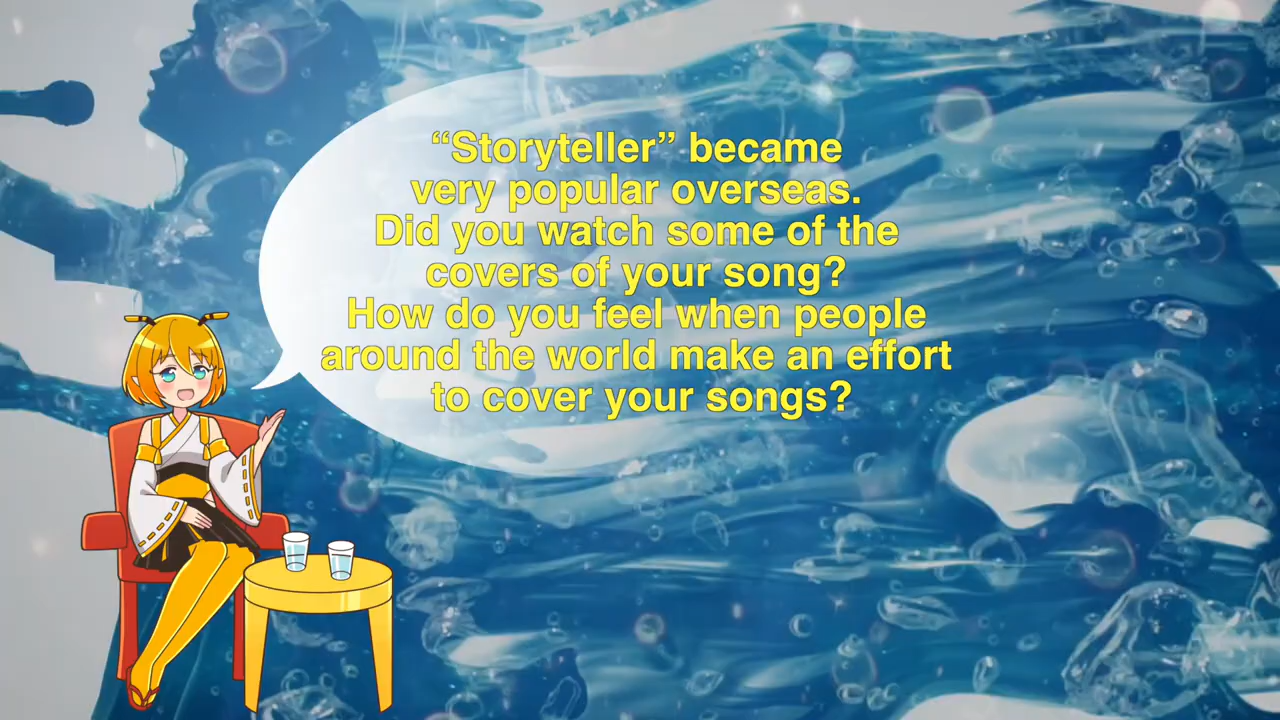 “Storyteller” became
very popular overseas.
Did you watch some of the
covers of your song?
How do you feel when people
around the world make an effort
to cover your songs?